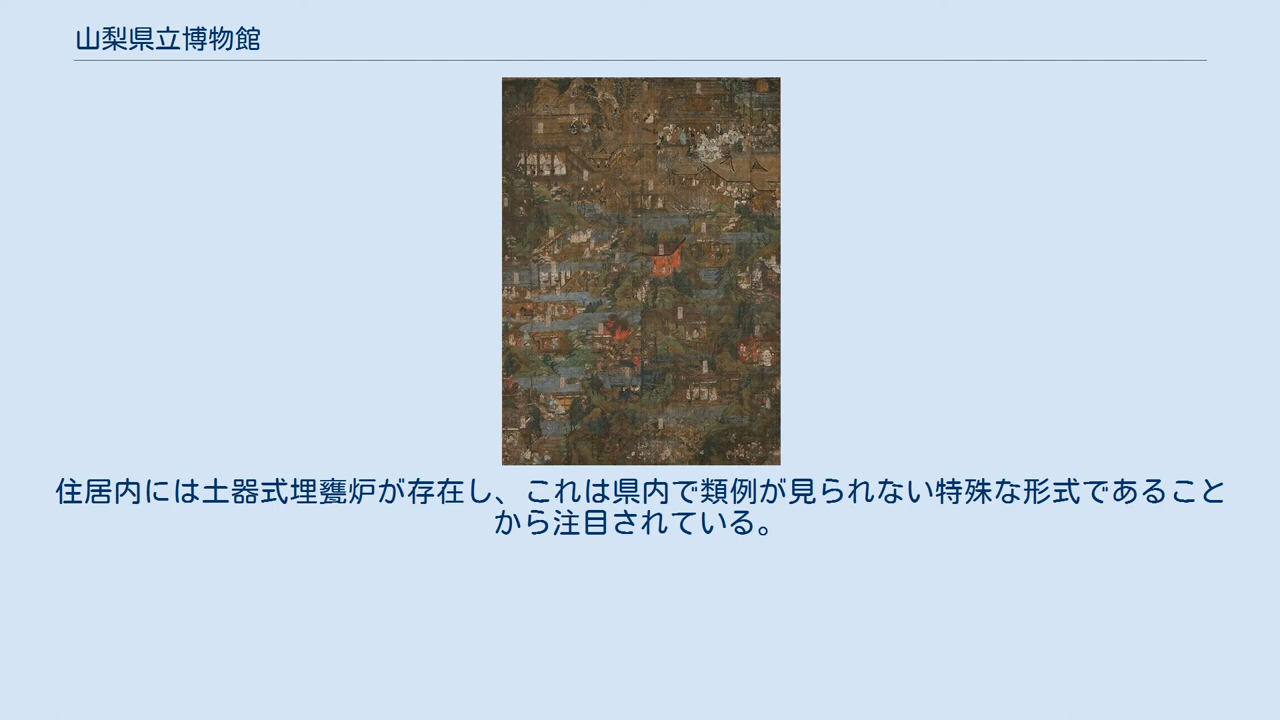 山梨県立博物館
住居内には土器式埋甕炉が存在し、これは県内で類例が見られない特殊な形式であること
から注目されている。